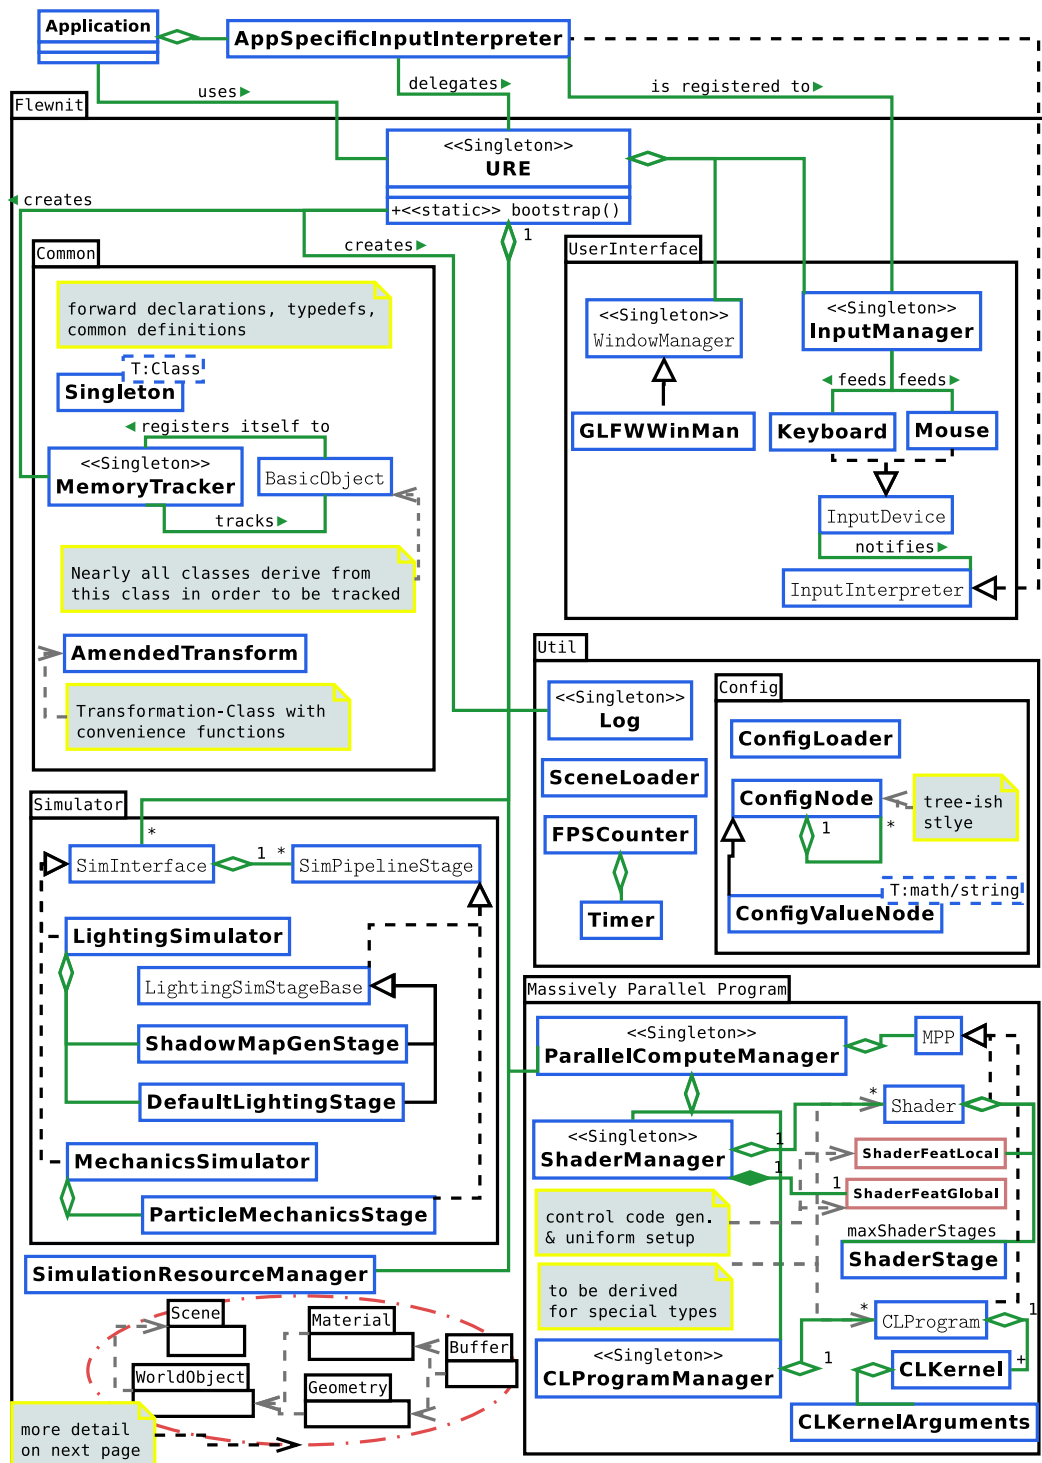 Application
AppSpecificInputInterpreter
delegates►
uses►
is registered to►
Flewnit
<<Singleton>>
URE
+<<static>> bootstrap()
◄ creates
creates►
1
Common
forward declarations, typedefs,
common definitions
T:Class
Singleton
◄ registers itself to
<<Singleton>>
MemoryTracker
BasicObject
tracks►
Nearly all classes derive from
this class in order to be tracked
AmendedTransform
Transformation-Class with
convenience functions
UserInterface
<<Singleton>>
WindowManager
<<Singleton>>
InputManager
◄ feeds
feeds►
GLFWWinMan
Keyboard
Mouse
InputDevice
notifies►
InputInterpreter
Util
<<Singleton>>
Log
SceneLoader
FPSCounter
Timer
Config
ConfigLoader
ConfigNode
1
*
tree-ish
stlye
T:math/string
ConfigValueNode
Simulator
*
SimInterface
1
*
SimPipelineStage
LightingSimulator
LightingSimStageBase
ShadowMapGenStage
DefaultLightingStage
MechanicsSimulator
ParticleMechanicsStage
SimulationResourceManager
Massively Parallel Program
<<Singleton>>
ParallelComputeManager
MPP
*
Shader
<<Singleton>>
ShaderManager
1
1
ShaderFeatLocal
1
ShaderFeatGlobal
control code gen.
& uniform setup
maxShaderStages
ShaderStage
to be derived
for special types
*
CLProgram
1
<<Singleton>>
CLProgramManager
1
CLKernel
+
CLKernelArguments
Scene
Material
Buffer
WorldObject
Geometry
more detail
on next page